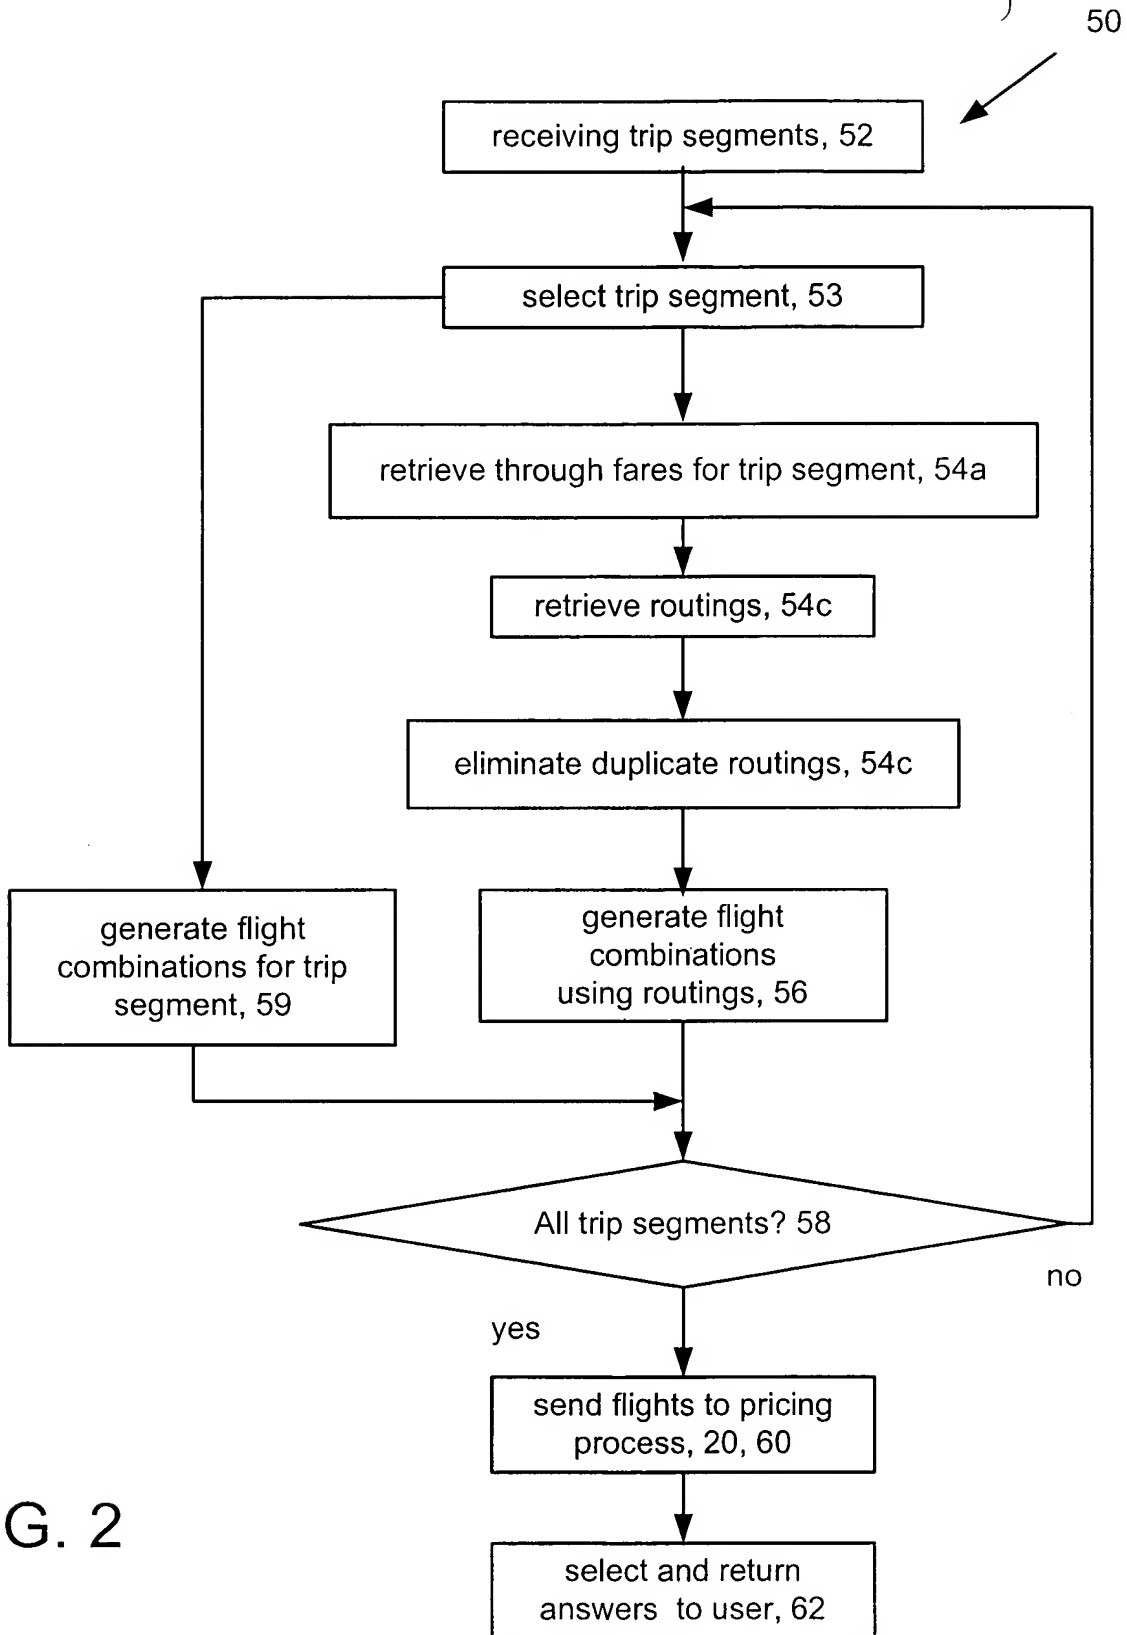 50
receiving trip segments, 52
select trip segment, 53
retrieve through fares for trip segment, 54a
retrieve routings, 54c
eliminate duplicate routings, 54c
generate flight
combinations for trip
segment, 59
generate flight
combinations
using routings, 56
All trip segments? 58
no
yes
send flights to pricing
process, 20, 60
select and return
answers to user, 62
G. 2